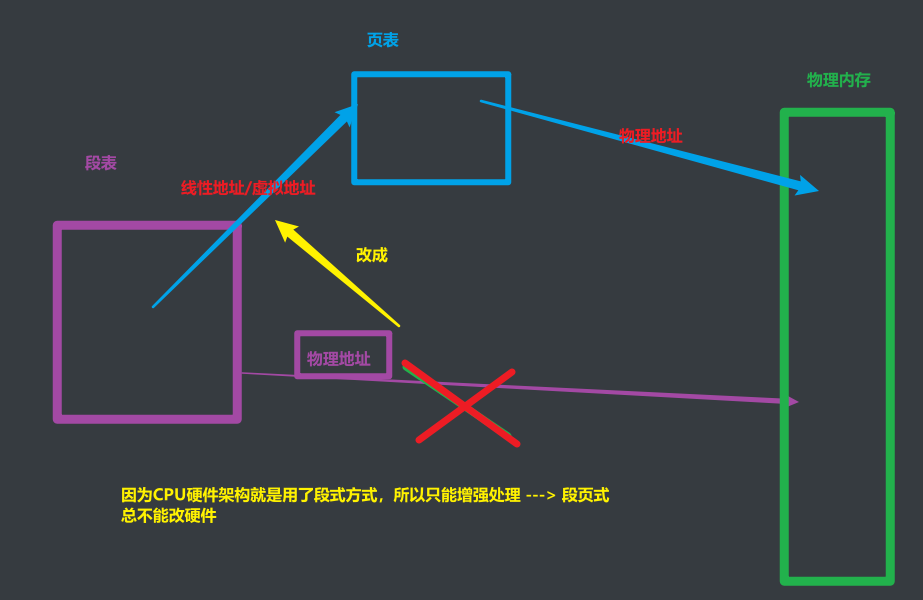 页表
物理内存
物理地址
段表
线性地址/虚拟地址
改成
物理地址
因为CPU硬件架构就是用了段式方式，所以只能增强处理 ---> 段页式
总不能改硬件